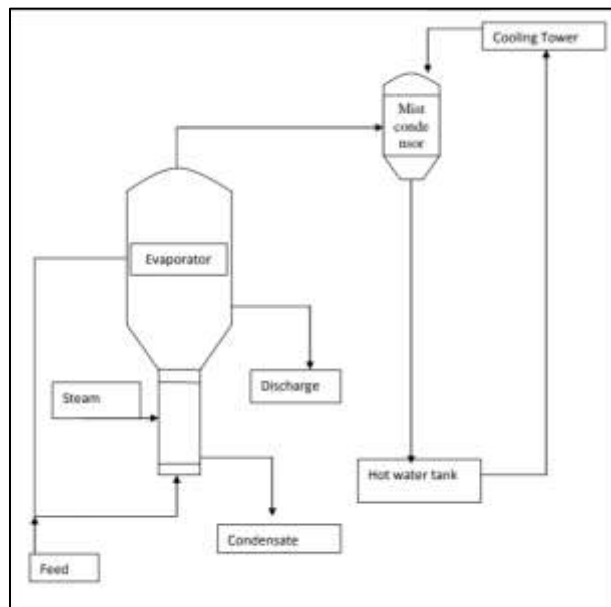 Cooling Tower
Mist
conde
nsor
Evaporator
Discharge
Steam
Hot water tank
Condensate
Feed